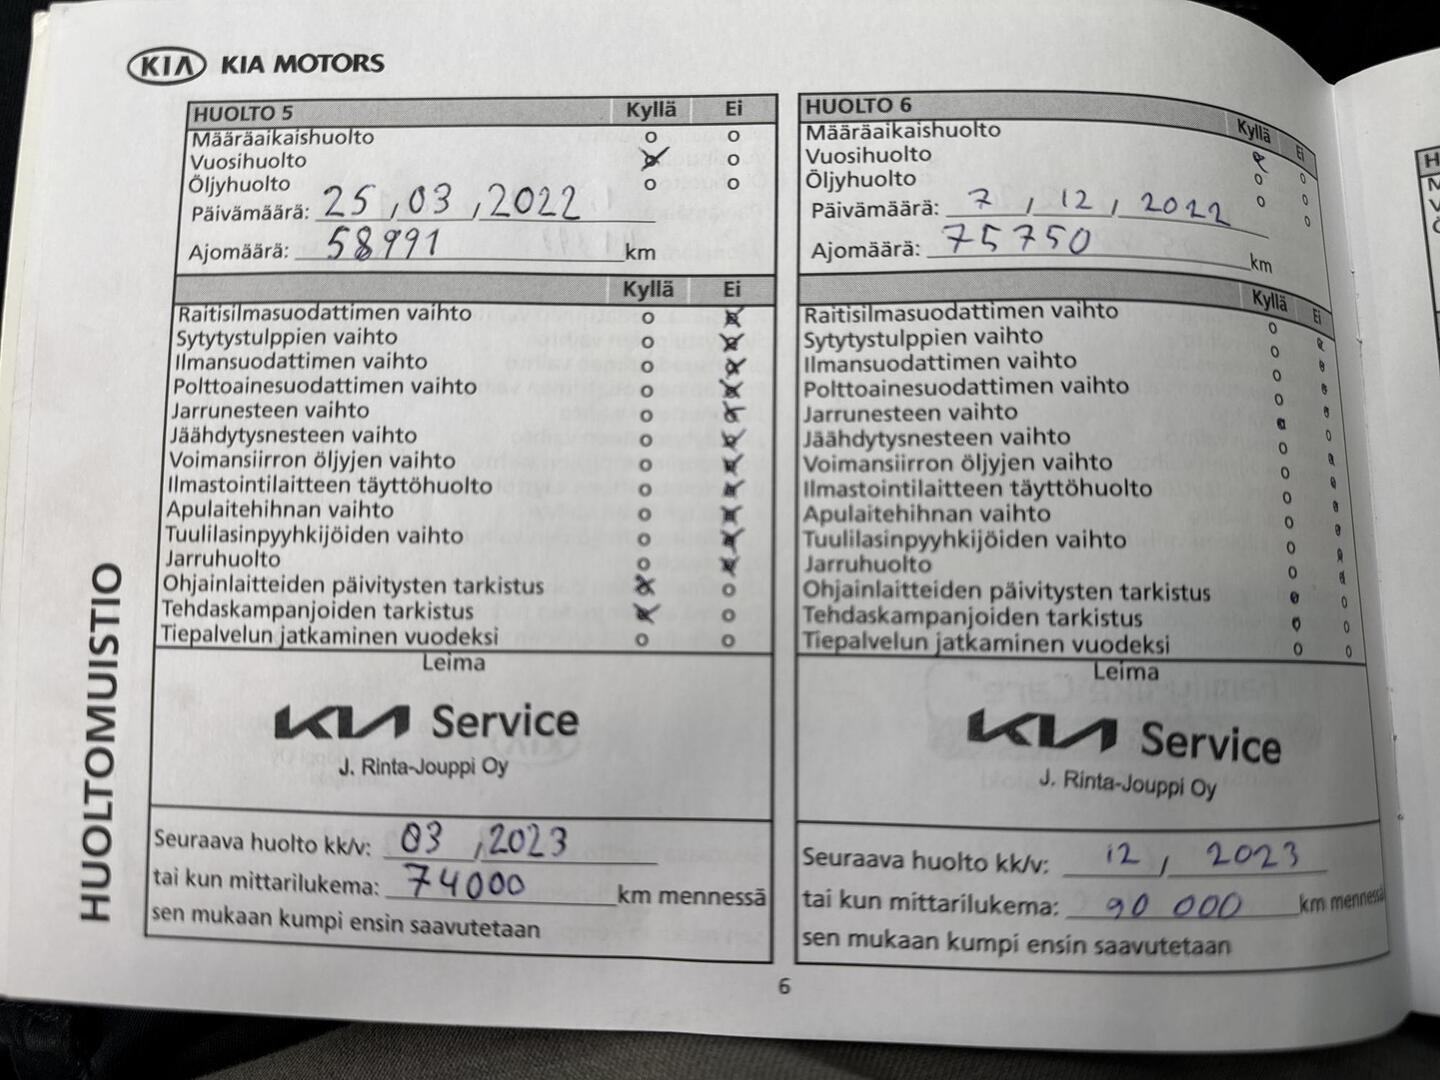 KIA KIA MOTORS
HUOLTOMUISTIO
HUOLTO 5 Kyllä Ei
Määräaikaishuolto o o
Vuosihuolto o
Öljyhuolto o o
Päivämäärä: 25 , 03 , 2022
Ajomäärä: 58991 km
Kyllä Ei
Raitisilmasuodattimen vaihto o
Sytytystulppien vaihto o
Ilmansuodattimen vaihto o
Polttoainesuodattimen vaihto o
Jarrunesteen vaihto o
Jäähdytysnesteen vaihto o
Voimansiirron öljyjen vaihto o
Ilmastointilaitteen täyttöhuolto o
Apulaitehihnan vaihto o
Tuulilasinpyyhkijöiden vaihto o
Jarruhuolto o
Ohjainlaitteiden päivitysten tarkistus o
Tehdaskampanjoiden tarkistus o
Tiepalvelun jatkaminen vuodeksi o o
Leima
KIA Service
J. Rinta-Jouppi Oy
Seuraava huolto kk/v: 03 , 2023
tai kun mittarilukema: 74000 km mennessä
sen mukaan kumpi ensin saavutetaan
HUOLTO 6 Kyllä Ei
Määräaikaishuolto o
Vuosihuolto o o
Öljyhuolto o o
Päivämäärä: 7 , 12 , 2022
Ajomäärä: 75750 km
Kyllä Ei
Raitisilmasuodattimen vaihto o
Sytytystulppien vaihto o
Ilmansuodattimen vaihto o
Polttoainesuodattimen vaihto o
Jarrunesteen vaihto o
Jäähdytysnesteen vaihto o
Voimansiirron öljyjen vaihto o
Ilmastointilaitteen täyttöhuolto o
Apulaitehihnan vaihto o
Tuulilasinpyyhkijöiden vaihto o
Jarruhuolto o
Ohjainlaitteiden päivitysten tarkistus o
Tehdaskampanjoiden tarkistus o
Tiepalvelun jatkaminen vuodeksi o o
Leima
KIA Service
J. Rinta-Jouppi Oy
Seuraava huolto kk/v: 12 , 2023
tai kun mittarilukema: 90 000 km mennessä
sen mukaan kumpi ensin saavutetaan
6